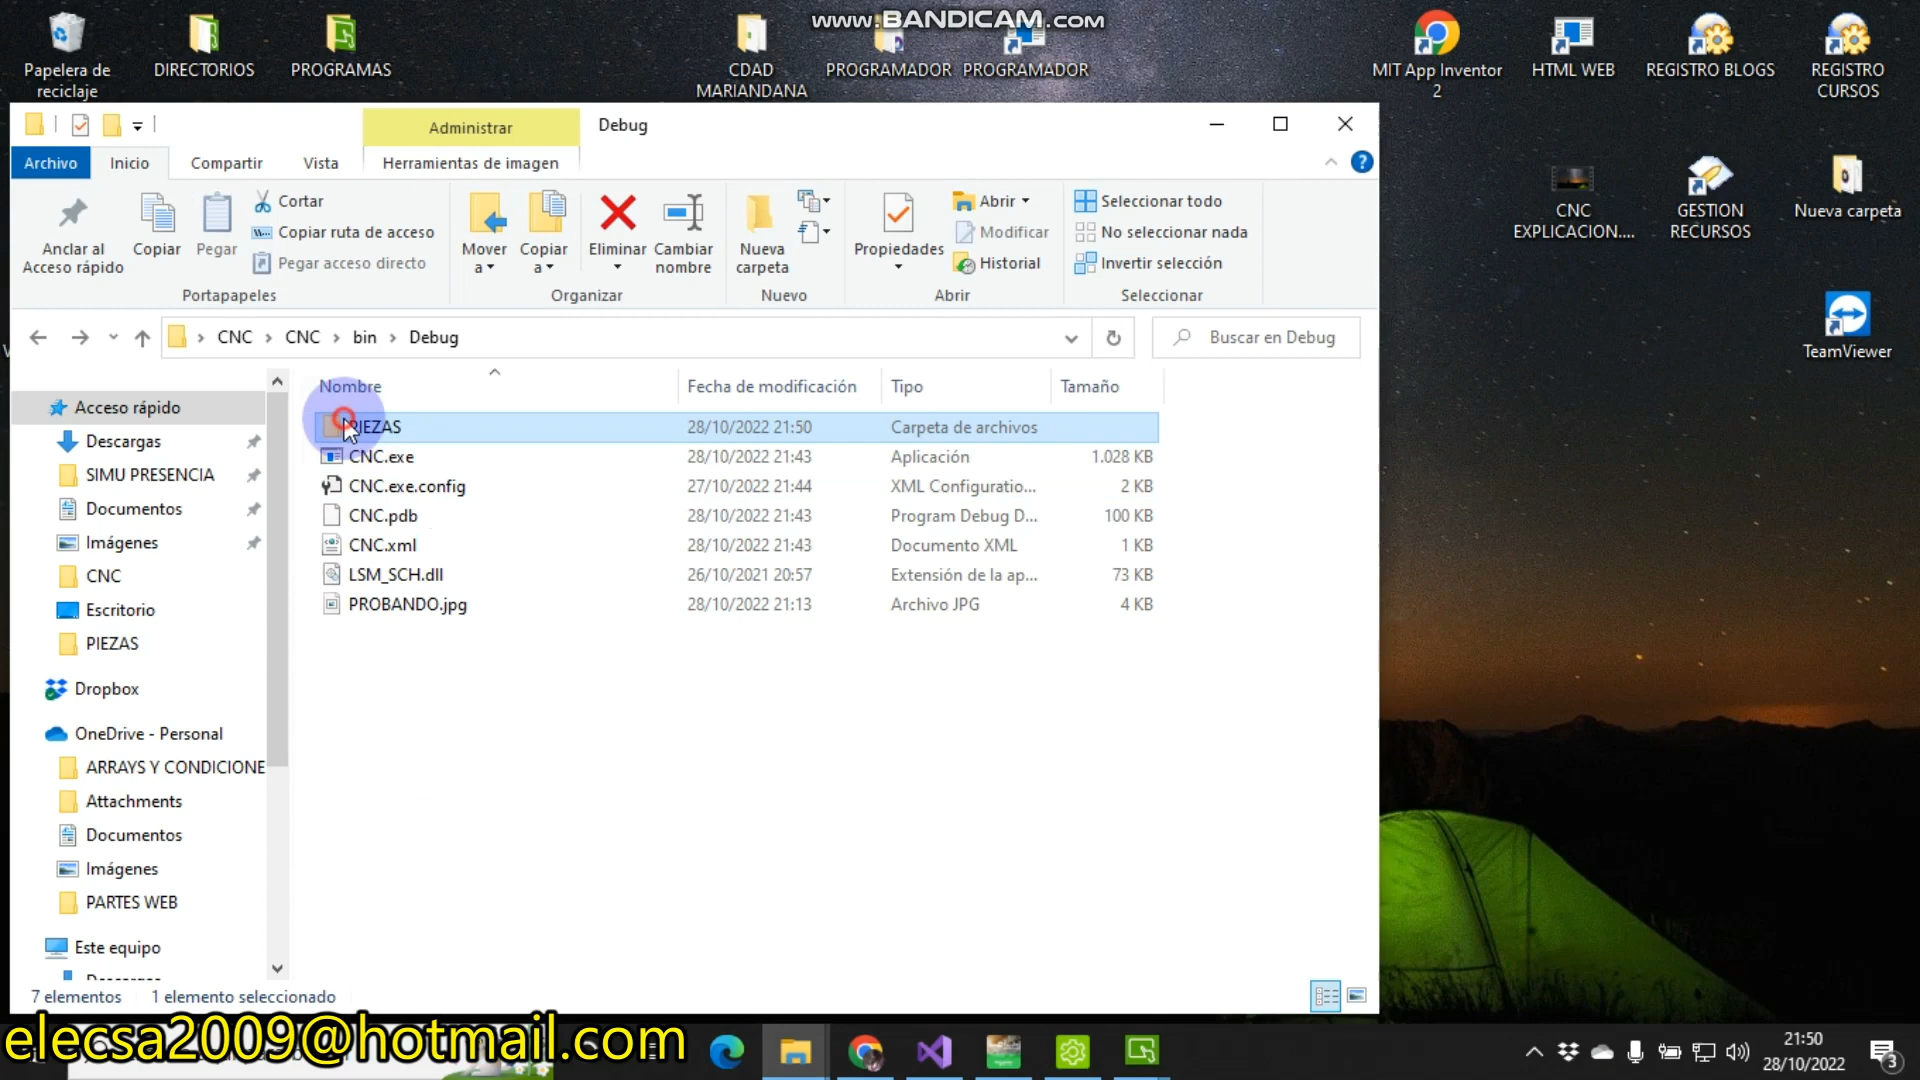 www.BANDICAM.com
Papelera de
reciclaje
DIRECTORIOS
PROGRAMAS
CDAD
MARIANDANA
PROGRAMADOR
PROGRAMADOR
MIT App Inventor
2
HTML WEB
REGISTRO BLOGS
REGISTRO
CURSOS
CNC
EXPLICACION....
GESTION
RECURSOS
Nueva carpeta
TeamViewer
Administrar
Debug
Archivo
Inicio
Compartir
Vista
Herramientas de imagen
Anclar al
Acceso rápido
Copiar
Pegar
Cortar
Copiar ruta de acceso
Pegar acceso directo
Mover
a
Copiar
a
Eliminar
Cambiar
nombre
Nueva
carpeta
Propiedades
Abrir
Modificar
Historial
Seleccionar todo
No seleccionar nada
Invertir selección
Portapapeles
Organizar
Nuevo
Abrir
Seleccionar
CNC > CNC > bin > Debug
Buscar en Debug
Nombre Fecha de modificación Tipo Tamaño
PIEZAS 28/10/2022 21:50 Carpeta de archivos
CNC.exe 28/10/2022 21:43 Aplicación 1.028 KB
CNC.exe.config 27/10/2022 21:44 XML Configuratio... 2 KB
CNC.pdb 28/10/2022 21:43 Program Debug D... 100 KB
CNC.xml 28/10/2022 21:43 Documento XML 1 KB
LSM_SCH.dll 26/10/2021 20:57 Extensión de la ap... 73 KB
PROBANDO.jpg 28/10/2022 21:13 Archivo JPG 4 KB
Acceso rápido
Descargas
SIMU PRESENCIA
Documentos
Imágenes
CNC
Escritorio
PIEZAS
Dropbox
OneDrive - Personal
ARRAYS Y CONDICIONE
Attachments
Documentos
Imágenes
PARTES WEB
Este equipo
7 elementos 1 elemento seleccionado
elecsa2009@hotmail.com
21:50
28/10/2022
3